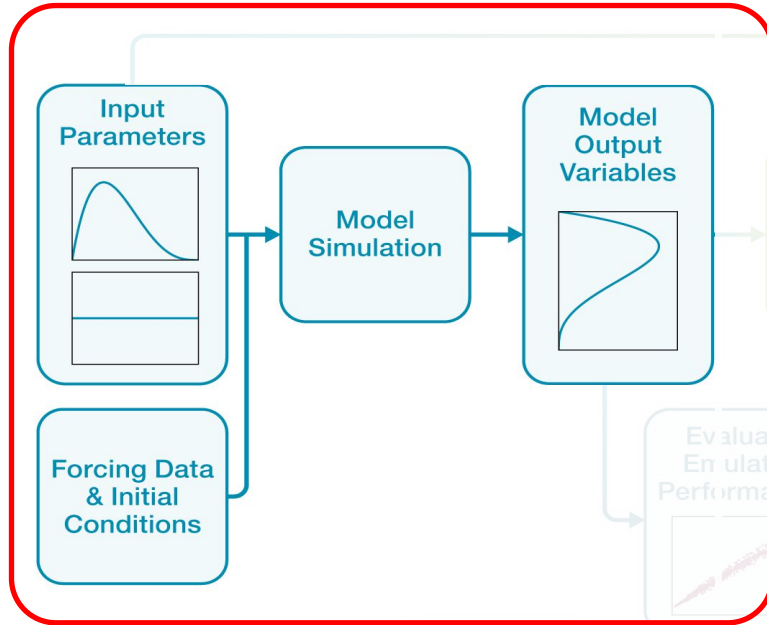 Input
Parameters
Model
Simulation
Model
Output
Variables
Forcing Data
& Initial
Conditions